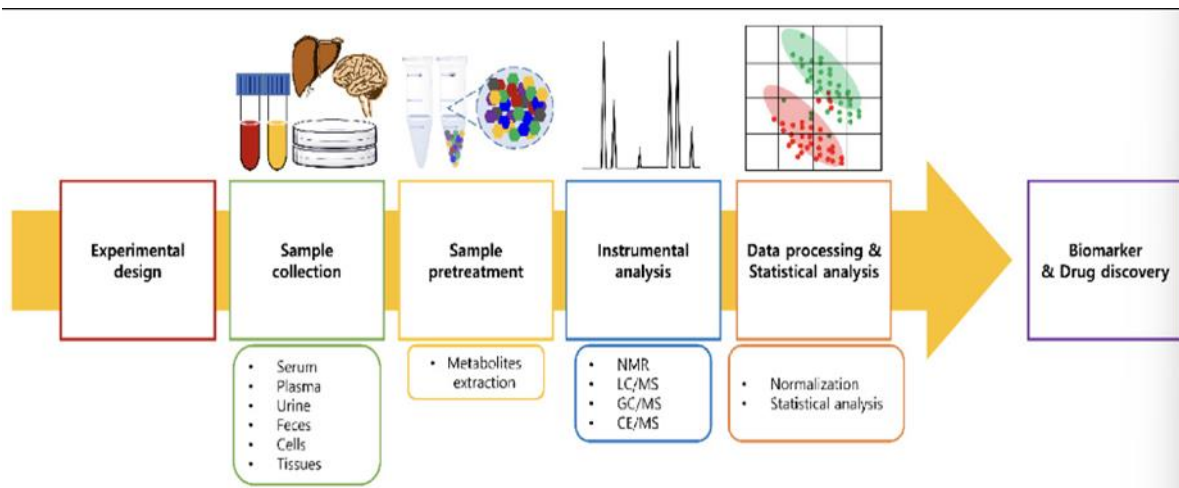 Experimental
design
Sample
collection
Sample
pretreatment
Instrumental
analysis
Data processing &
Statistical analysis
Biomarker
& Drug discovery
• Serum
• Plasma
• Urine
• Feces
• Cells
• Tissues
• Metabolites
extraction
• NMR
• LC/MS
• GC/MS
• CE/MS
• Normalization
• Statistical analysis